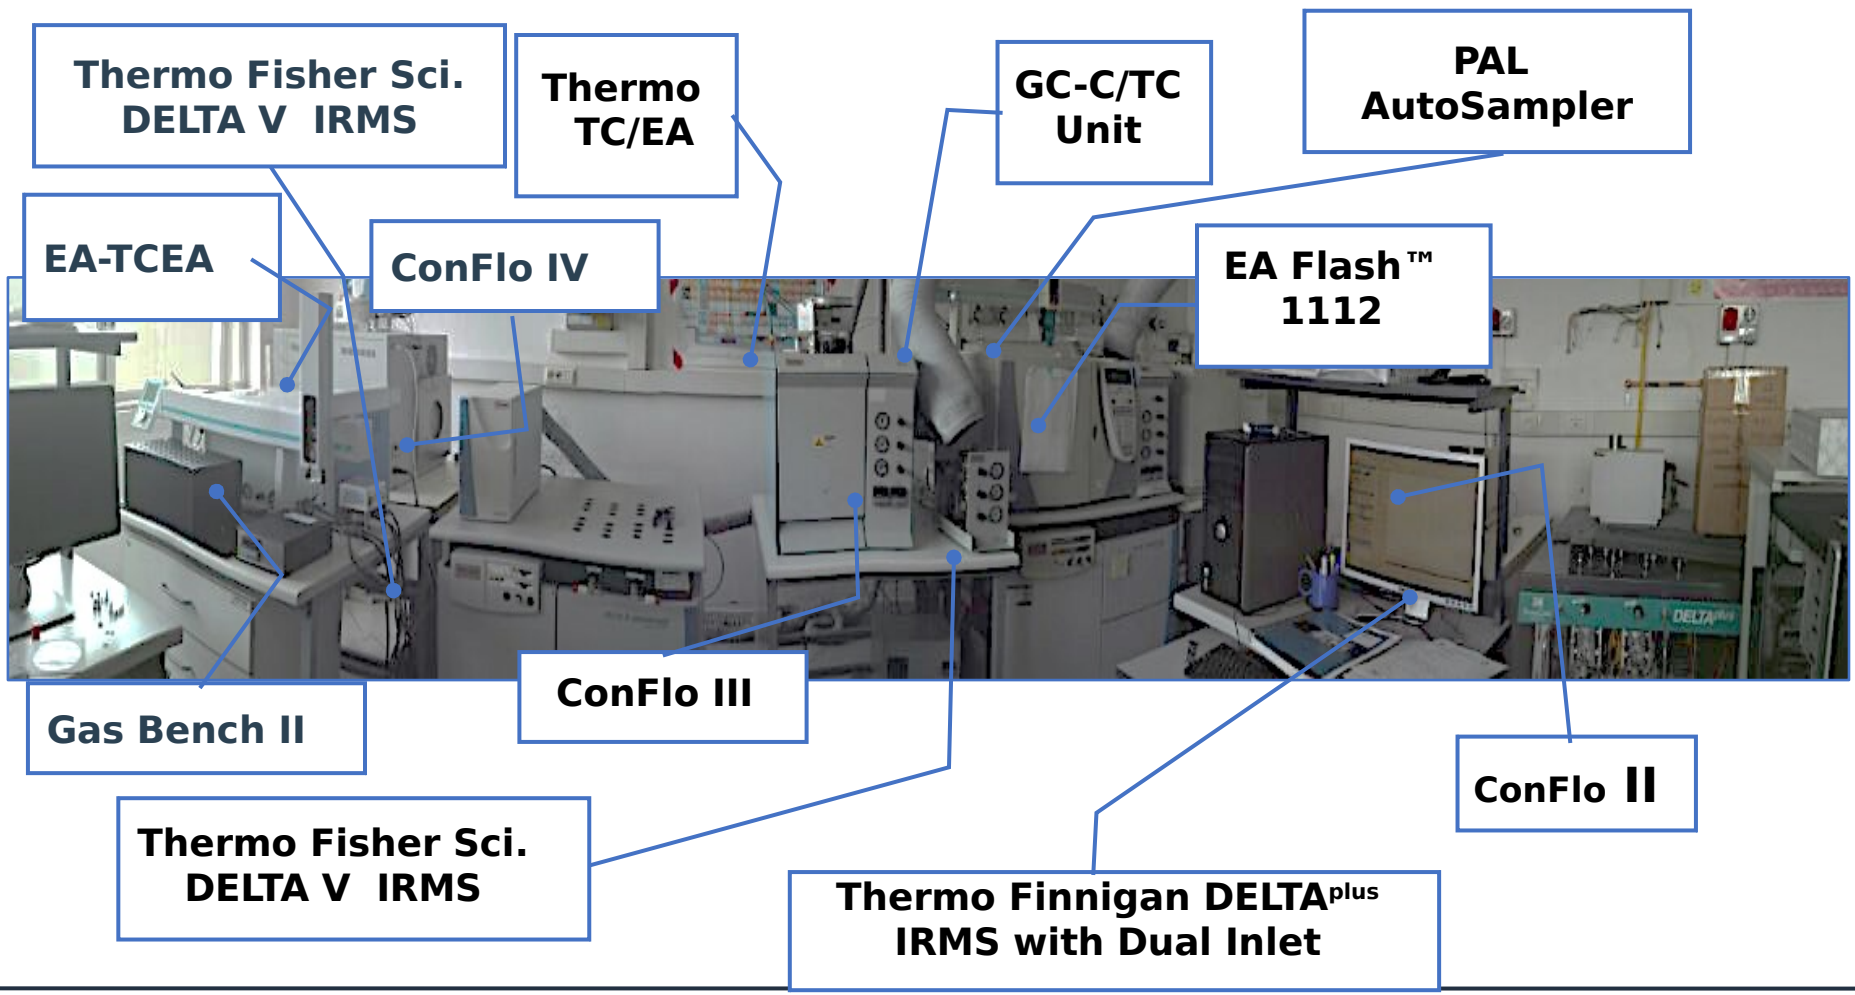 Thermo Fisher Sci.
DELTA V IRMS
Thermo
TC/EA
GC-C/TC
Unit
PAL
AutoSampler
EA-TCEA
ConFlo IV
EA Flash™
1112
DELTAplus
Gas Bench II
ConFlo III
ConFlo II
Thermo Fisher Sci.
DELTA V IRMS
Thermo Finnigan DELTAplus
IRMS with Dual Inlet